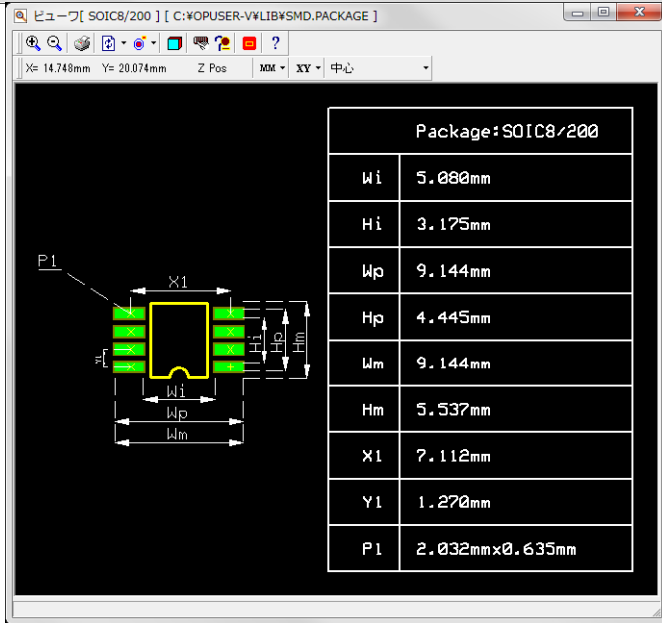 ビューワ[ SOIC8/200 ] [ C:¥OPUSER-V¥LIB¥SMD.PACKAGE ]
?
X= 14.748mm Y= 20.074mm Z Pos MM XY 中心
Package:SOIC8/200
Wi 5.080mm
Hi 3.175mm
Wp 9.144mm
Hp 4.445mm
Wm 9.144mm
Hm 5.537mm
X1 7.112mm
Y1 1.270mm
P1 2.032mmx0.635mm
P1
X1
Y1
Hi
Hp
Hm
Wi
Wp
Wm